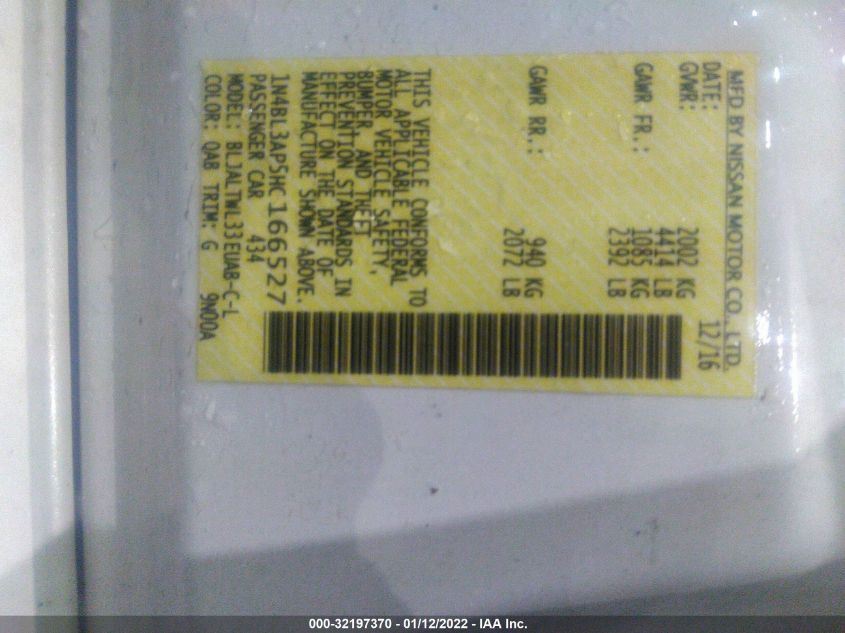 MFD BY NISSAN MOTOR CO., LTD.
DATE: 12/16
GVWR: 2002 KG
4414 LB
GAWR FR.: 1085 KG
2392 LB
GAWR RR.: 940 KG
2072 LB
THIS VEHICLE CONFORMS TO
ALL APPLICABLE FEDERAL
MOTOR VEHICLE SAFETY,
BUMPER, AND THEFT
PREVENTION STANDARDS IN
EFFECT ON THE DATE OF
MANUFACTURE SHOWN ABOVE.
1N4BL3AP5HC166527
PASSENGER CAR 434
MODEL: BLJALTWL33EUAB-C-L
COLOR: QAB TRIM: G 9N00A
000-32197370 - 01/12/2022 - IAA Inc.